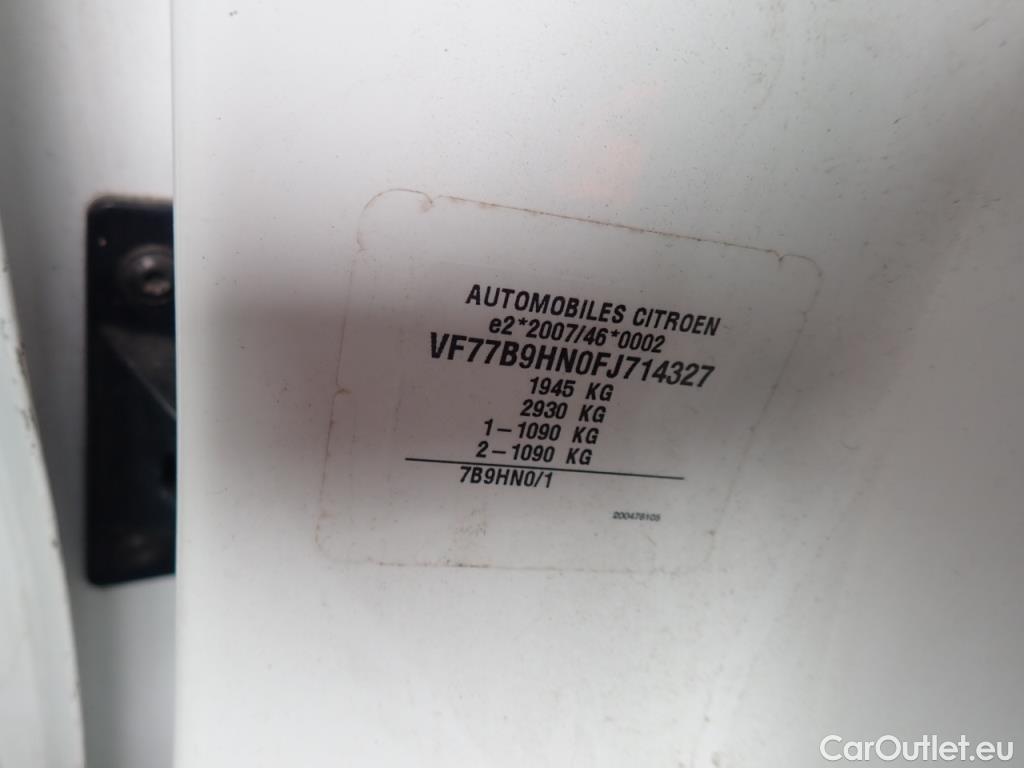 AUTOMOBILES CITROEN
e2*2007/46*0002
VF77B9HN0FJ714327
1945 KG
2930 KG
1-1090 KG
2-1090 KG
7B9HN0/1
200478105
CarOutlet.eu